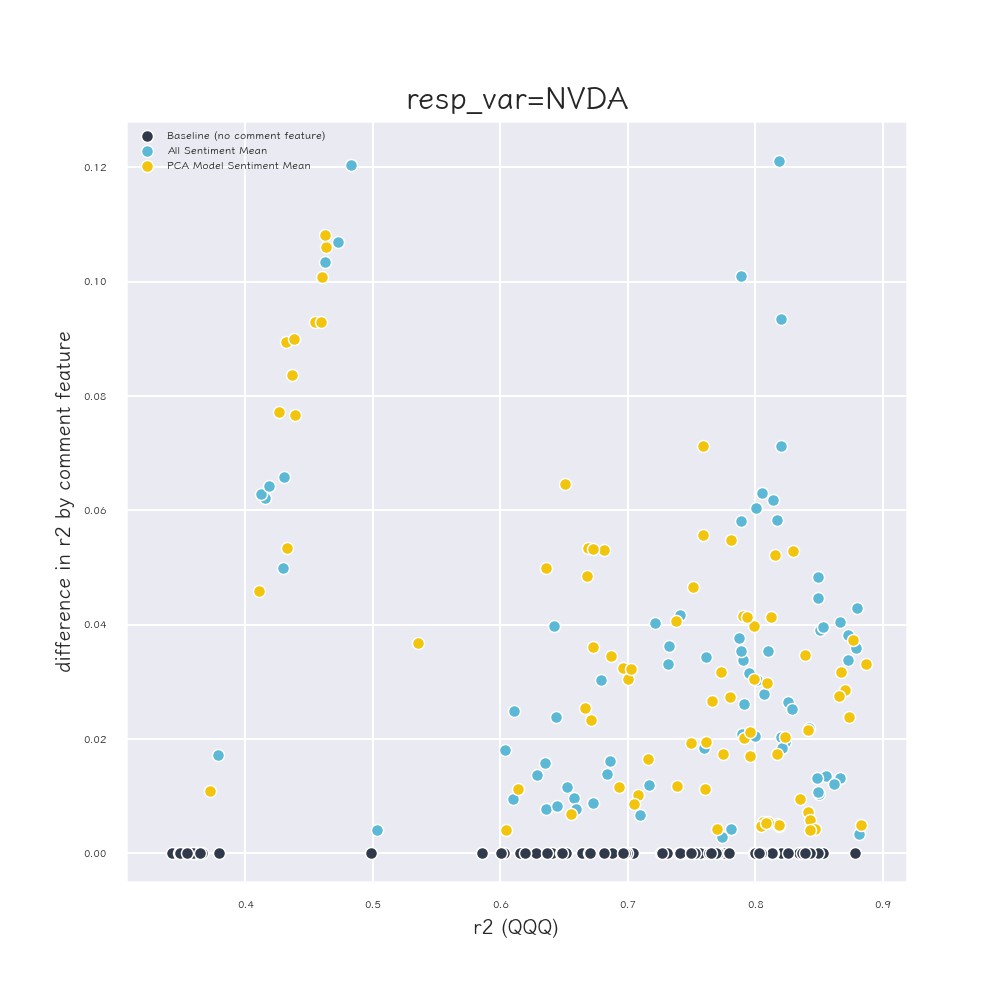 resp_var=NVDA
Baseline (no comment feature)
All Sentiment Mean
PCA Model Sentiment Mean
difference in r2 by comment feature
0.12
0.10
0.08
0.06
0.04
0.02
0.00
0.4 0.5 0.6 0.7 0.8 0.9
r2 (QQQ)